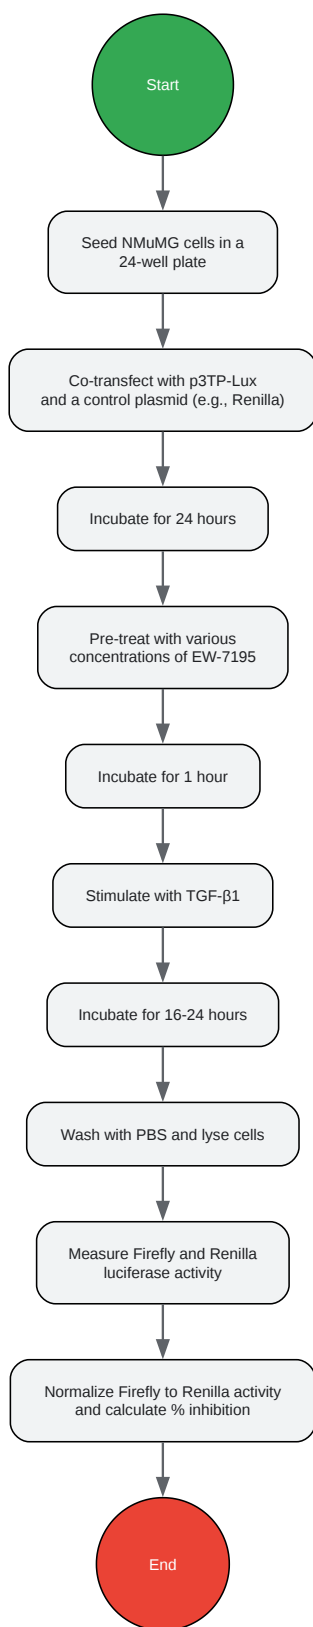 Start
Seed NMuMG cells in a
24-well plate
Co-transfect with p3TP-Lux
and a control plasmid (e.g., Renilla)
Incubate for 24 hours
Pre-treat with various
concentrations of EW-7195
Incubate for 1 hour
Stimulate with TGF-β1
Incubate for 16-24 hours
Wash with PBS and lyse cells
Measure Firefly and Renilla
luciferase activity
Normalize Firefly to Renilla activity
and calculate % inhibition
End